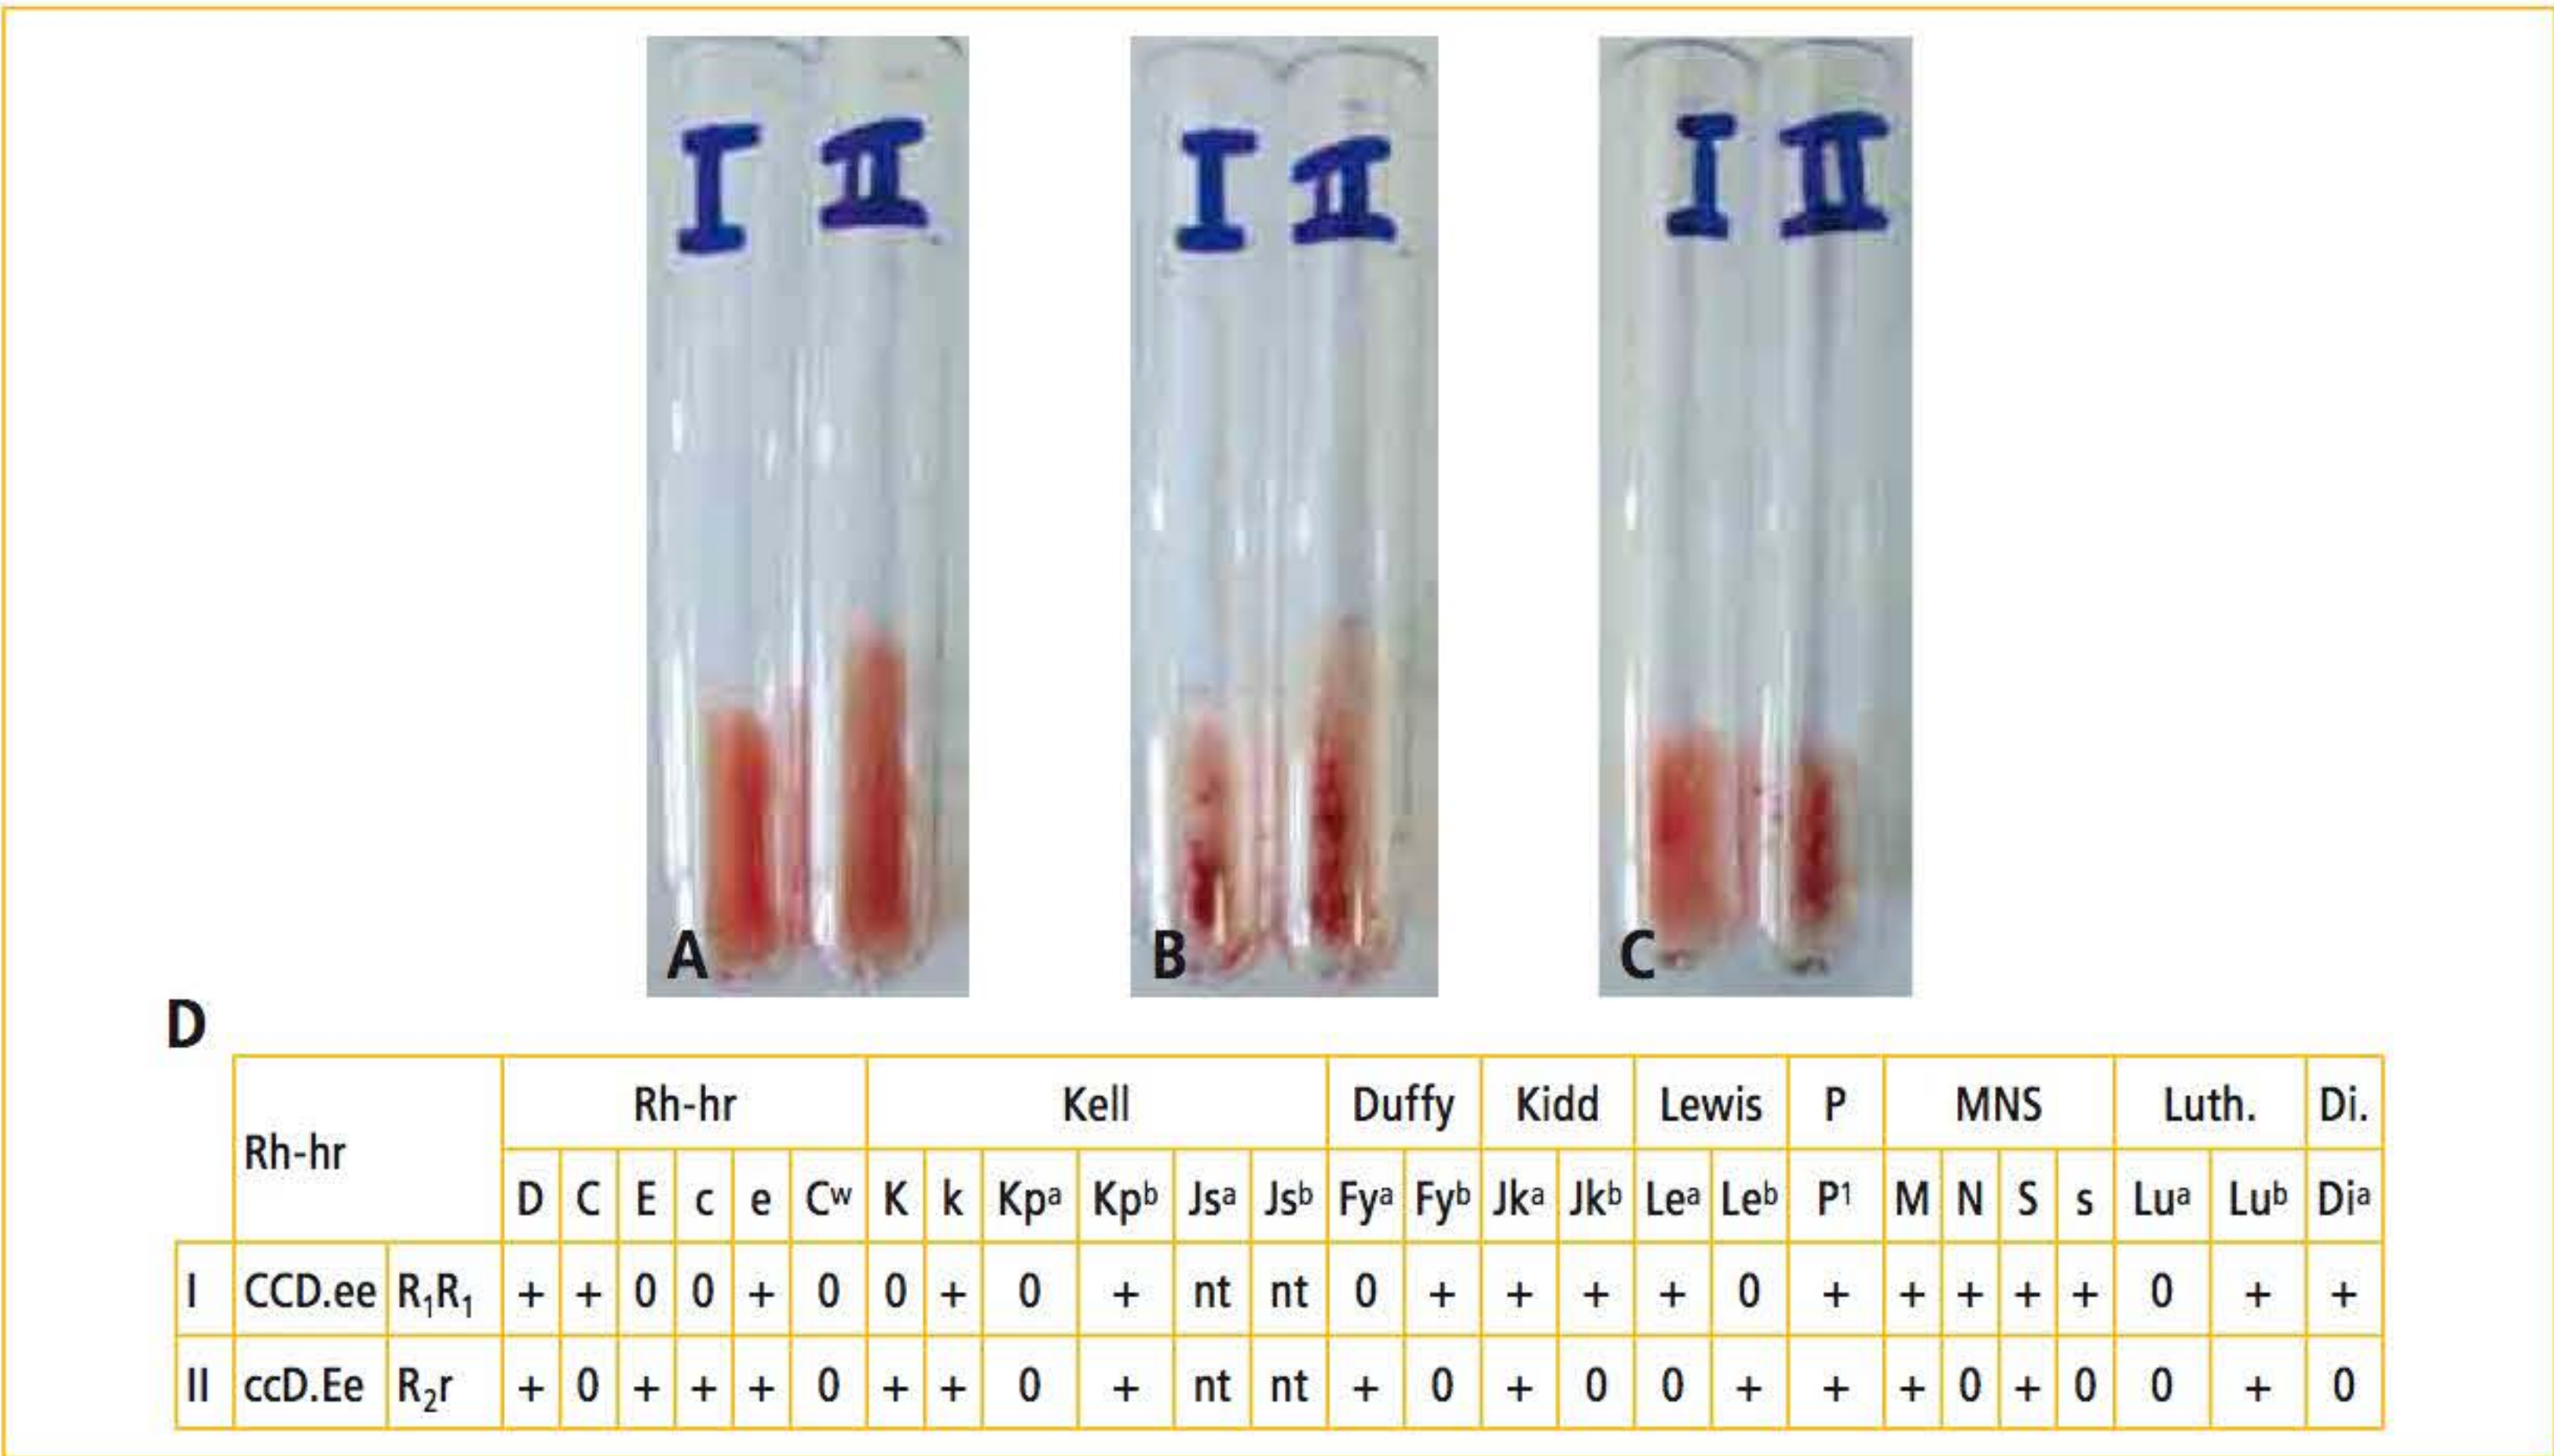 I II
I II
I II
A B C
D
Rh-hr Rh-hr Kell Duffy Kidd Lewis P MNS Luth. Di.
D C E c e Cʷ K k Kpᵃ Kpᵇ Jsᵃ Jsᵇ Fyᵃ Fyᵇ Jkᵃ Jkᵇ Leᵃ Leᵇ P¹ M N S s Luᵃ Luᵇ Diᵃ
I CCD.ee R₁R₁ + + 0 0 + 0 0 + 0 + nt nt 0 + + + + 0 + + + + + 0 + +
II ccD.Ee R₂r + 0 + + + 0 + + 0 + nt nt + 0 + 0 0 + + + 0 + 0 0 + 0